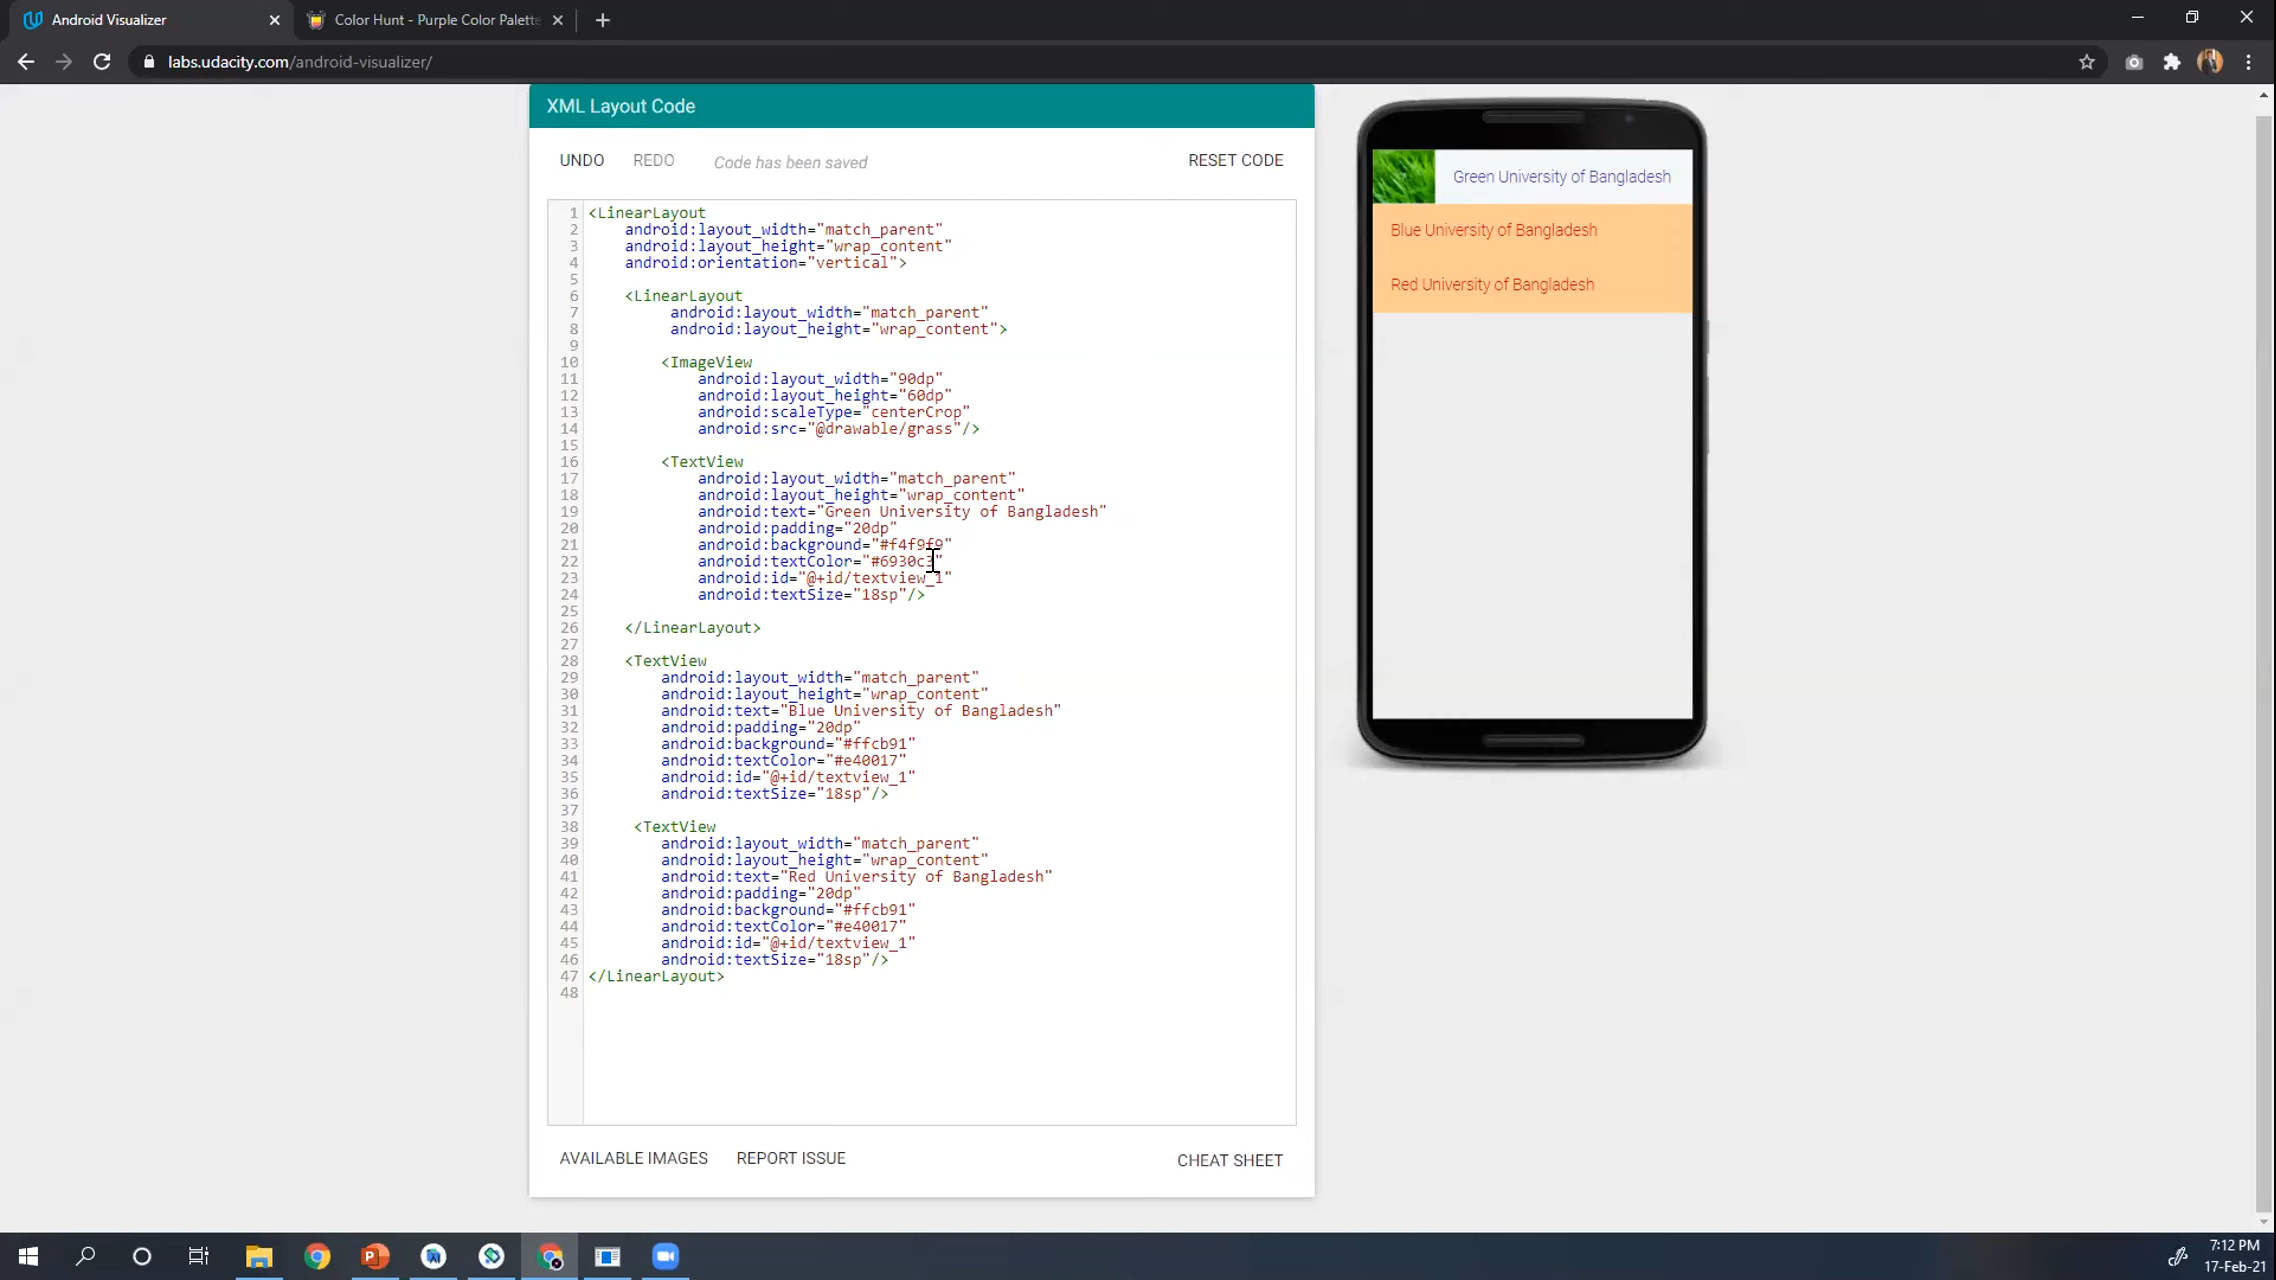 Android Visualizer
Color Hunt - Purple Color Palette
labs.udacity.com/android-visualizer/
XML Layout Code
UNDO REDO Code has been saved RESET CODE
1 <LinearLayout
2 android:layout_width="match_parent"
3 android:layout_height="wrap_content"
4 android:orientation="vertical">
5
6 <LinearLayout
7 android:layout_width="match_parent"
8 android:layout_height="wrap_content">
9
10 <ImageView
11 android:layout_width="90dp"
12 android:layout_height="60dp"
13 android:scaleType="centerCrop"
14 android:src="@drawable/grass"/>
15
16 <TextView
17 android:layout_width="match_parent"
18 android:layout_height="wrap_content"
19 android:text="Green University of Bangladesh"
20 android:padding="20dp"
21 android:background="#f4f9f9"
22 android:textColor="#6930c3"
23 android:id="@+id/textview_1"
24 android:textSize="18sp"/>
25
26 </LinearLayout>
27
28 <TextView
29 android:layout_width="match_parent"
30 android:layout_height="wrap_content"
31 android:text="Blue University of Bangladesh"
32 android:padding="20dp"
33 android:background="#ffcb91"
34 android:textColor="#e40017"
35 android:id="@+id/textview_1"
36 android:textSize="18sp"/>
37
38 <TextView
39 android:layout_width="match_parent"
40 android:layout_height="wrap_content"
41 android:text="Red University of Bangladesh"
42 android:padding="20dp"
43 android:background="#ffcb91"
44 android:textColor="#e40017"
45 android:id="@+id/textview_1"
46 android:textSize="18sp"/>
47 </LinearLayout>
48
AVAILABLE IMAGES REPORT ISSUE CHEAT SHEET
Green University of Bangladesh
Blue University of Bangladesh
Red University of Bangladesh
7:12 PM
17-Feb-21